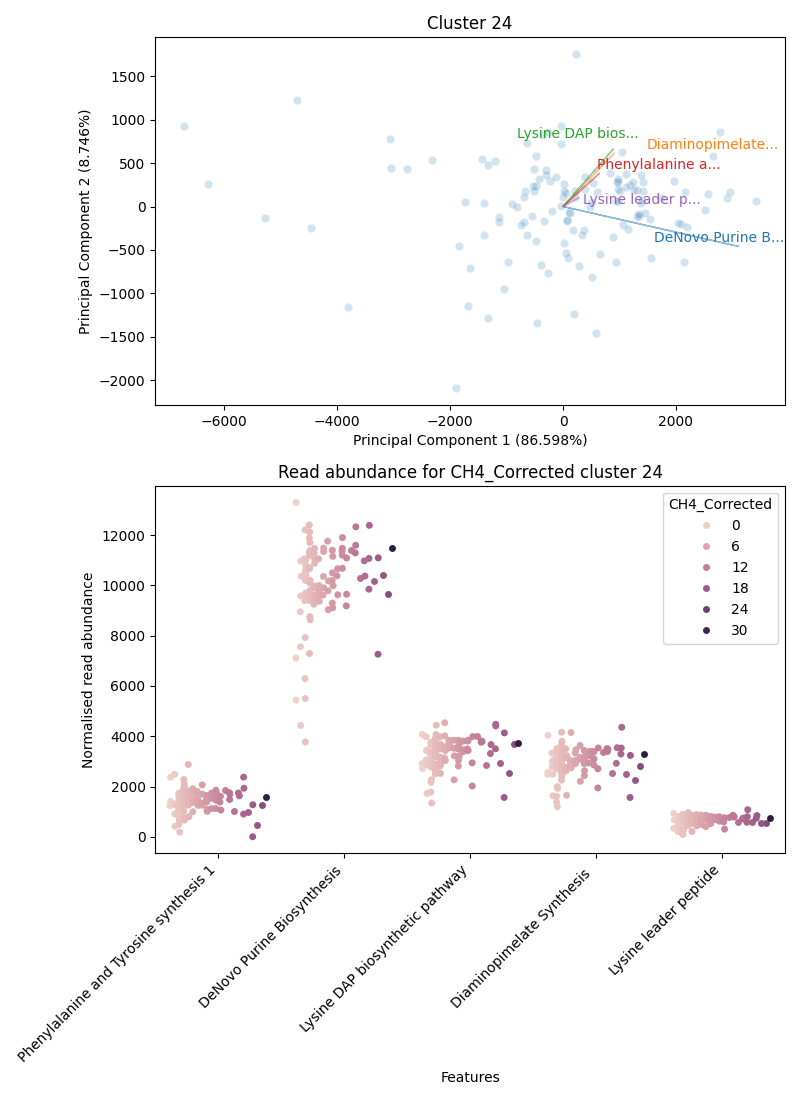 Cluster 24
Principal Component 2 (8.746%)
1500
1000
500
0
−500
−1000
−1500
−2000
Lysine DAP bios...
Diaminopimelate...
Phenylalanine a...
Lysine leader p...
DeNovo Purine B...
−6000 −4000 −2000 0 2000
Principal Component 1 (86.598%)
Read abundance for CH4_Corrected cluster 24
Normalised read abundance
12000
10000
8000
6000
4000
2000
0
CH4_Corrected
0
6
12
18
24
30
Phenylalanine and Tyrosine synthesis 1
DeNovo Purine Biosynthesis
Lysine DAP biosynthetic pathway
Diaminopimelate Synthesis
Lysine leader peptide
Features